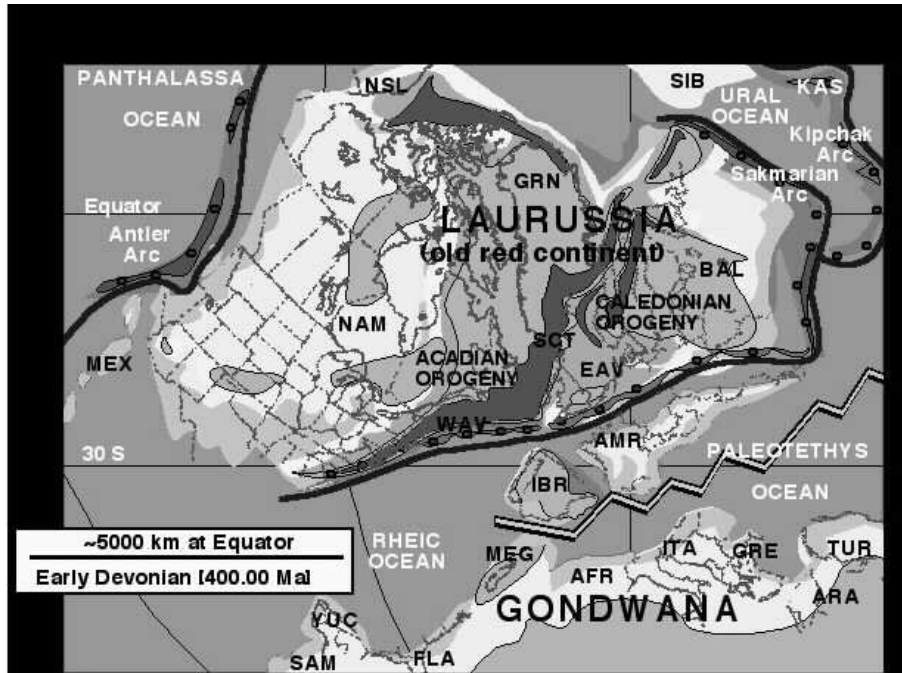 PANTHALASSA
OCEAN
NSL
SIB
KAS
URAL
OCEAN
Kipchak
Arc
Sakmarian
Arc
GRN
Equator
Antler
Arc
LAURUSSIA
(old red continent)
BAL
CALEDONIAN
OROGENY
NAM
SCT
MEX
ACADIAN
OROGENY
EAV
WAV
AMR
30 S
PALEOTETHYS
OCEAN
IBR
~5000 km at Equator
Early Devonian [400.00 Ma]
RHEIC
OCEAN
MEG
ITA
GRE
TUR
AFR
ARA
GONDWANA
YUC
SAM
FLA